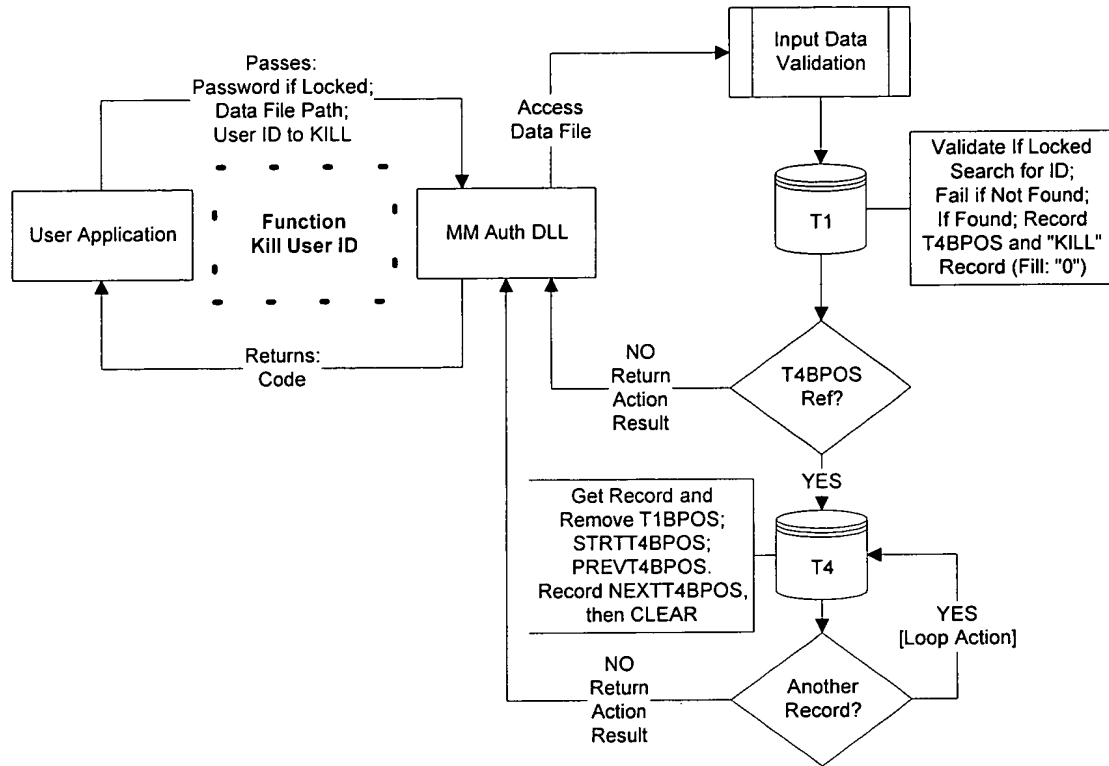 Passes:
Password if Locked;
Data File Path;
User ID to KILL
Access
Data File
Input Data
Validation
User Application
Function
Kill User ID
MM Auth DLL
T1
Validate If Locked
Search for ID;
Fail if Not Found;
If Found; Record
T4BPOS and "KILL"
Record (Fill: "0")
Returns:
Code
NO
Return
Action
Result
T4BPOS
Ref?
YES
Get Record and
Remove T1BPOS;
STRTT4BPOS;
PREVT4BPOS.
Record NEXTT4BPOS,
then CLEAR
T4
YES
[Loop Action]
NO
Return
Action
Result
Another
Record?